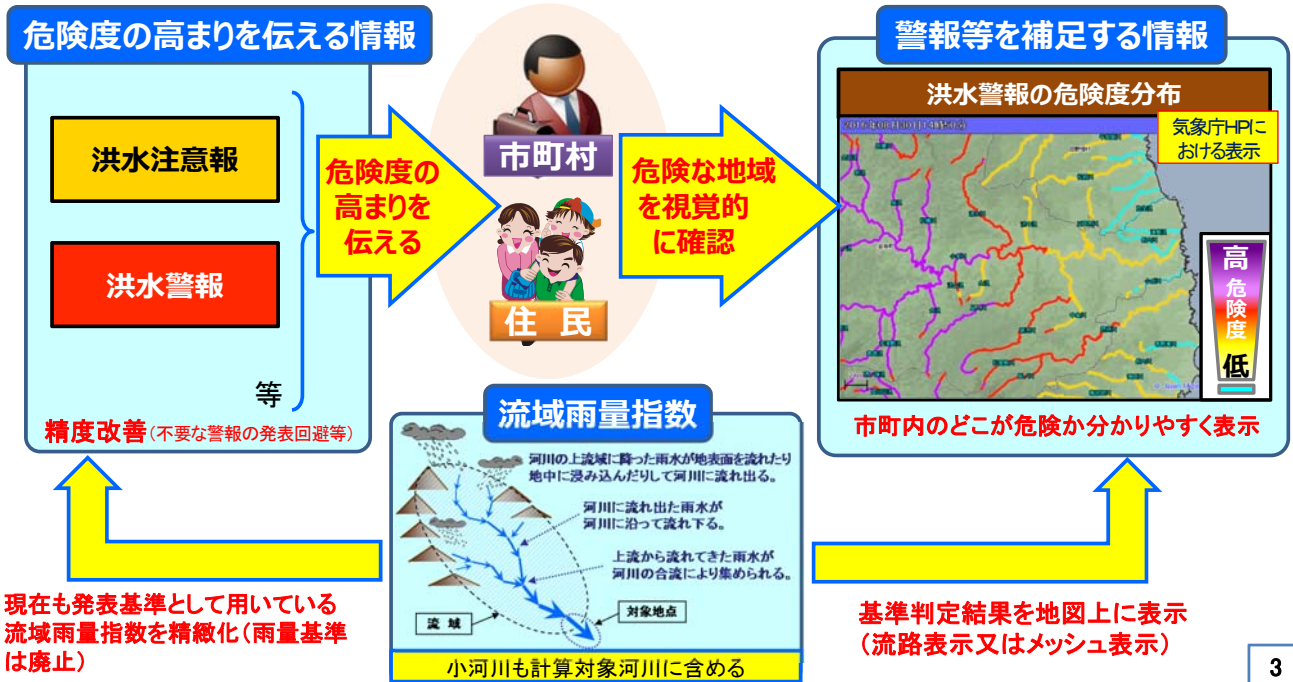 危険度の高まりを伝える情報
洪水注意報
洪水警報
等
精度改善(不要な警報の発表回避等)
危険度の
高まりを
伝える
市町村
住 民
危険な地域
を視覚的
に確認
警報等を補足する情報
洪水警報の危険度分布
気象庁HPに
おける表示
高
危
険
度
低
市町内のどこが危険か分かりやすく表示
流域雨量指数
河川の上流域に降った雨水が地表面を流れたり
地中に浸み込んだりして河川に流れ出る。
河川に流れ出た雨水が
河川に沿って流れ下る。
上流から流れてきた雨水が
河川の合流により集められる。
流 域
対象地点
小河川も計算対象河川に含める
現在も発表基準として用いている
流域雨量指数を精緻化(雨量基準
は廃止)
基準判定結果を地図上に表示
(流路表示又はメッシュ表示)
3